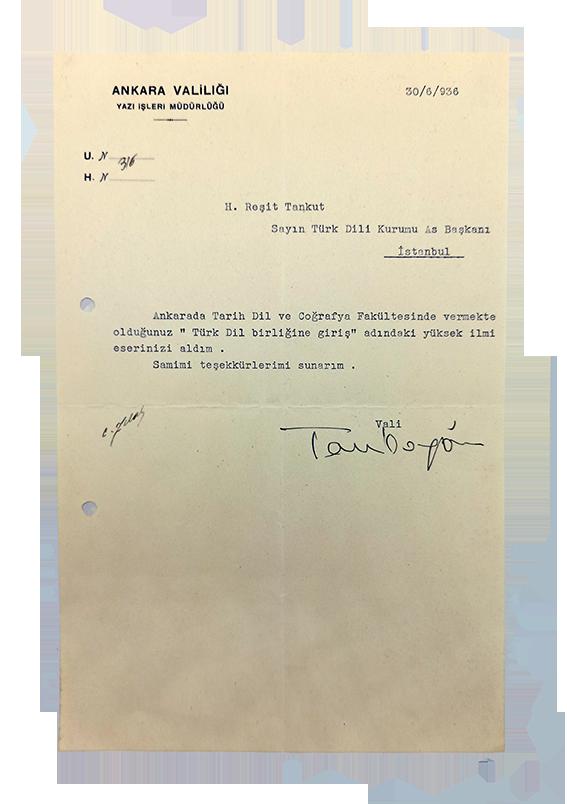 ANKARA VALİLİĞİ
YAZI İŞLERİ MÜDÜRLÜĞÜ
30/6/936
U. N 316
H. N
H. Reşit Tankut
Sayın Türk Dili Kurumu As Başkanı
İstanbul
Ankarada Tarih Dil ve Coğrafya Fakültesinde vermekte
olduğunuz " Türk Dil birliğine giriş" adındaki yüksek ilmi
eserinizi aldım .
Samimi teşekkürlerimi sunarım .
Vali
Tandoğan